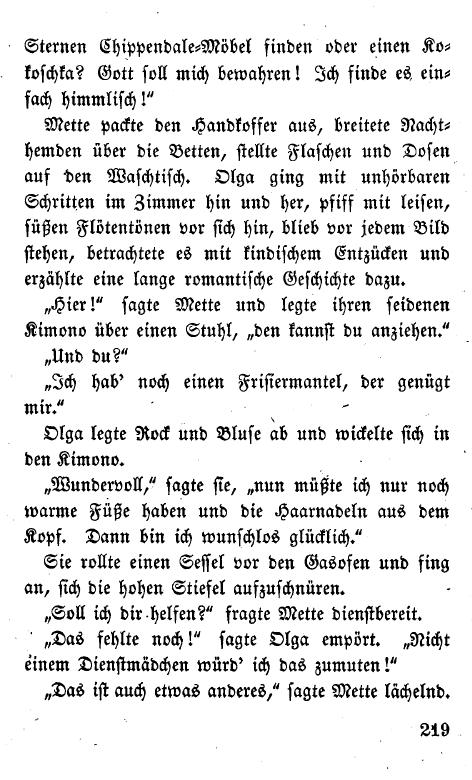 Sternen Chippendale-Möbel finden oder einen Ko-
koschka? Gott soll mich bewahren! Ich finde es ein-
fach himmlisch!“
Mette packte den Handkoffer aus, breitete Nacht-
hemden über die Betten, stellte Flaschen und Dosen
auf den Waschtisch. Olga ging mit unhörbaren
Schritten im Zimmer hin und her, pfiff mit leisen,
süßen Flötentönen vor sich hin, blieb vor jedem Bild
stehen, betrachtete es mit kindischem Entzücken und
erzählte eine lange romantische Geschichte dazu.
„Hier!“ sagte Mette und legte ihren seidenen
Kimono über einen Stuhl, „den kannst du anziehen.“
„Und du?“
„Ich hab’ noch einen Frisiermantel, der genügt
mir.“
Olga legte Rock und Bluse ab und wickelte sich in
den Kimono.
„Wundervoll,“ sagte sie, „nun müßte ich nur noch
warme Füße haben und die Haarnadeln aus dem
Kopf. Dann bin ich wunschlos glücklich.“
Sie rollte einen Sessel vor den Gasofen und fing
an, sich die hohen Stiefel aufzuschnüren.
„Soll ich dir helfen?“ fragte Mette dienstbereit.
„Das fehlte noch!“ sagte Olga empört. „Nicht
einem Dienstmädchen würd’ ich das zumuten!“
„Das ist auch etwas anderes,“ sagte Mette lächelnd.
219